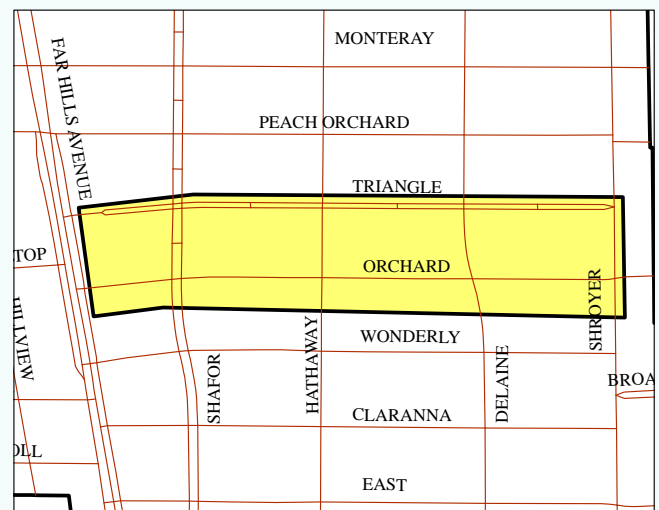 MONTERAY
FAR HILLS AVENUE
PEACH ORCHARD
TRIANGLE
TOP
ORCHARD
SHROYER
HILLVIEW
WONDERLY
HATHAWAY
SHAFOR
DELAINE
BROA
CLARANNA
OLL
EAST